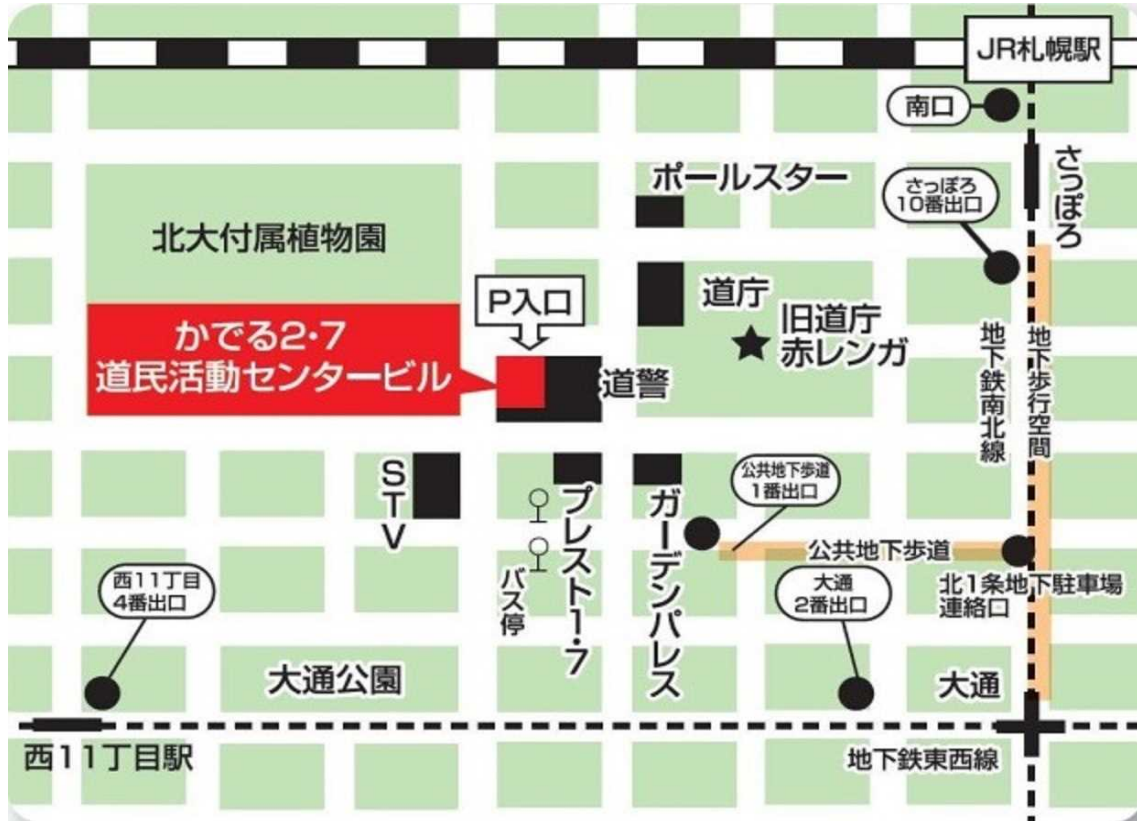 JR札幌駅
南口
さっぽろ
ポールスター
さっぽろ
10番出口
北大付属植物園
P入口
道庁
旧道庁
赤レンガ
かでる2・7
道民活動センタービル
道警
地下鉄南北線
地下歩行空間
STV
プレスト1・7
ガーデンパレス
公共地下歩道
1番出口
公共地下歩道
バス停
西11丁目
4番出口
大通
2番出口
北1条地下駐車場
連絡口
大通公園
大通
西11丁目駅
地下鉄東西線